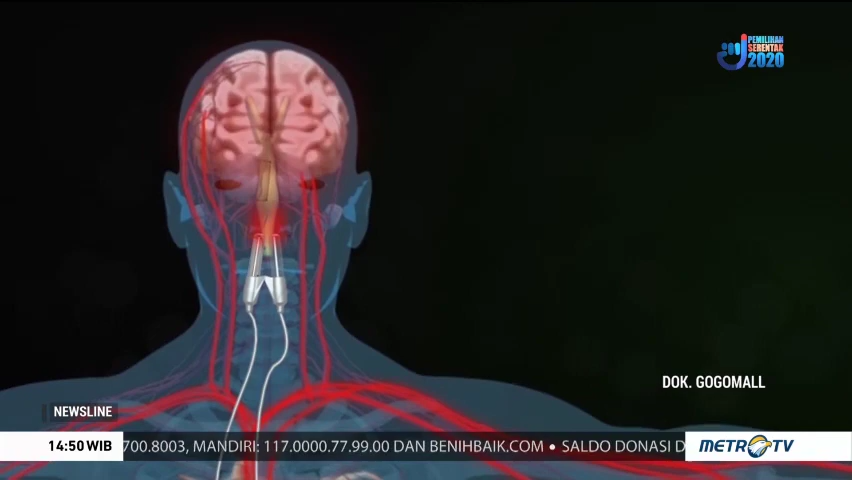 PEMILIHAN
SERENTAK
2020
DOK. GOGOMALL
NEWSLINE
14:50 WIB
700.8003, MANDIRI: 117.0000.77.99.00 DAN BENIHBAIK.COM • SALDO DONASI D
METRO TV